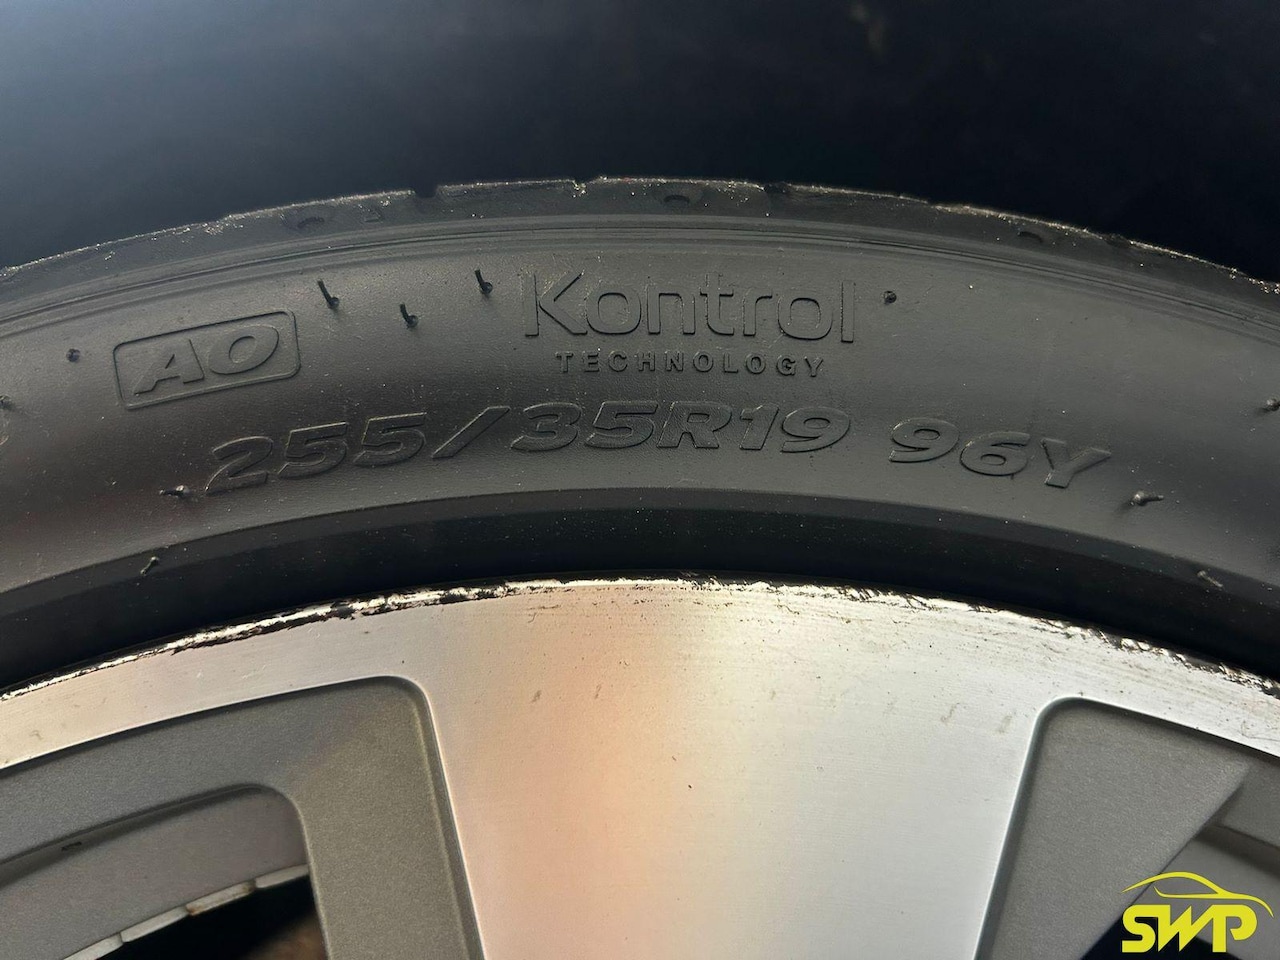 AO
Kontrol
TECHNOLOGY
255/35R19 96Y
SWP